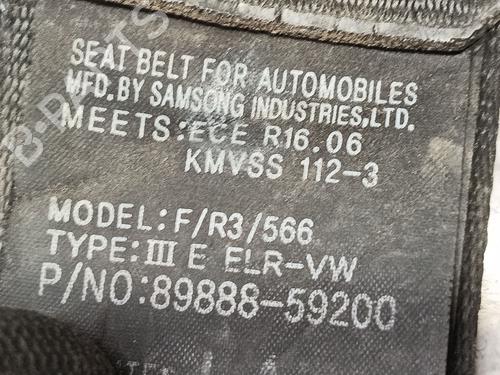 SEAT BELT FOR AUTOMOBILES
MFD.BY SAMSONG INDUSTRIES,LTD.
MEETS:ECE R16.06
KMVSS 112-3
MODEL:F/R3/566
TYPE:III E ELR-VW
P/NO:89888-59200
B-PARTS